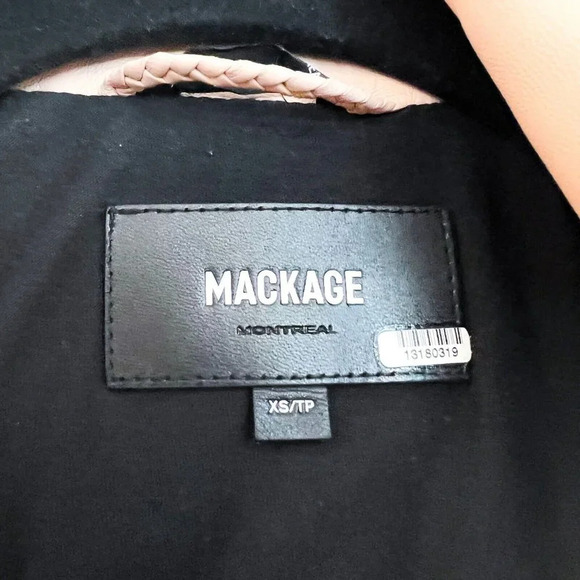 MACKAGE
MONTREAL
13180319
XS/TP